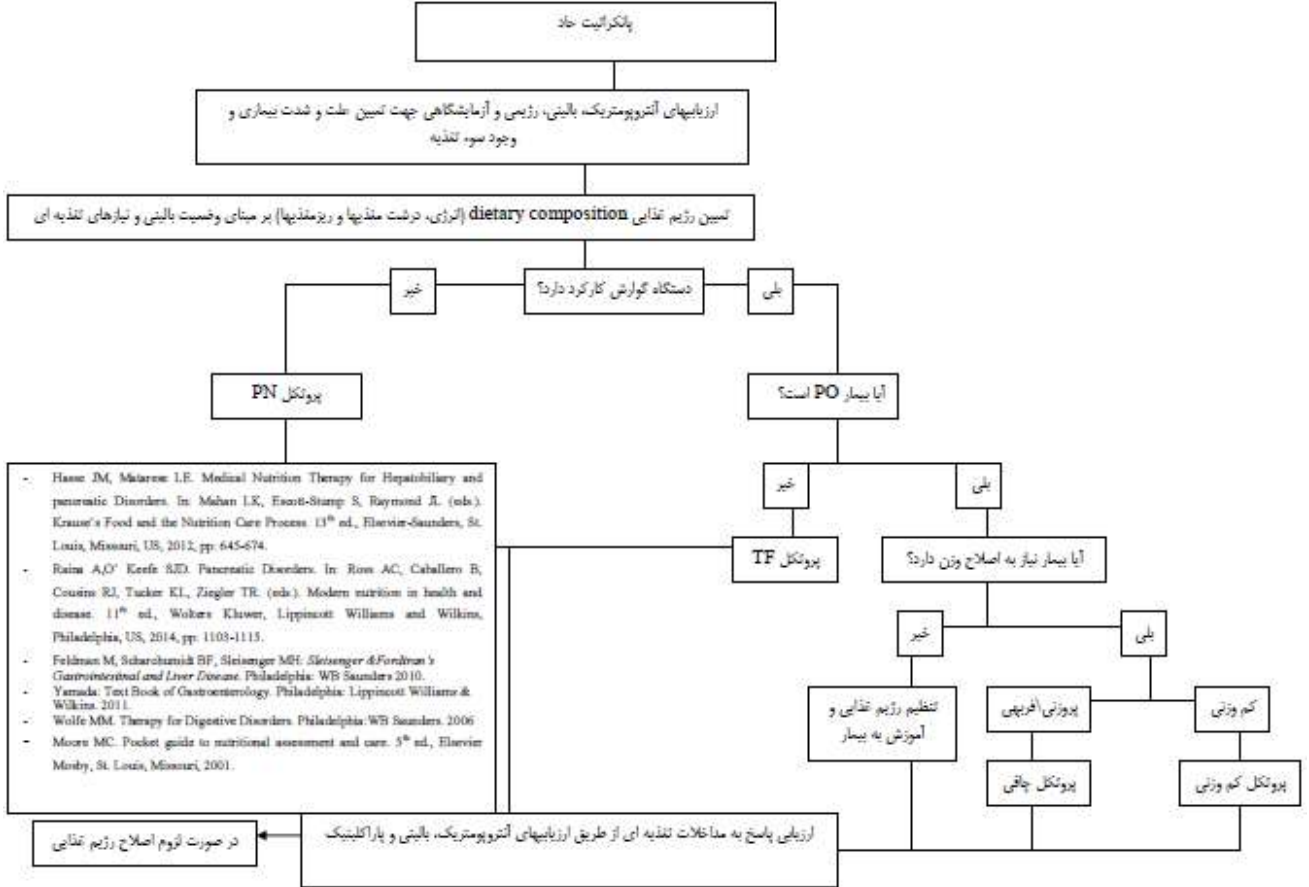 پانکراتیت حاد
ارزیابیهای آنتروپومتریک، بالینی، رژیمی و آزمایشگاهی جهت تعیین علت و شدت بیماری و
وجود سوء تغذیه
تعیین رژیم غذایی dietary composition (انرژی، درشت مغذیها و ریزمغذیها) بر مبنای وضعیت بالینی و نیازهای تغذیه ای
دستگاه گوارش کارکرد دارد؟
بلی
خیر
آیا بیمار PO است؟
پروتکل PN
بلی
خیر
پروتکل TF
آیا بیمار نیاز به اصلاح وزن دارد؟
بلی
خیر
کم وزنی
پروزنی\فربهی
تنظیم رژیم غذایی و
آموزش به بیمار
پروتکل کم وزنی
پروتکل چاقی
- Hasse JM, Matarese LE. Medical Nutrition Therapy for Hepatobiliary and
pancreatic Disorders. In: Mahan LK, Escott-Stump S, Raymond JL. (eds.).
Krause's Food and the Nutrition Care Process. 13th ed., Elsevier-Saunders, St.
Louis, Missouri, US, 2012, pp: 645-674.
- Raina A,O' Keefe SJD. Pancreatic Disorders. In: Ross AC, Caballero B,
Cousins RJ, Tucker KL, Ziegler TR. (eds.). Modern nutrition in health and
disease. 11th ed., Wolters Kluwer, Lippincott Williams and Wilkins,
Philadelphia, US, 2014, pp: 1103-1115.
- Feldman M, Scharchumidt BF, Sleisenger MH: Sleisenger &Fordtran's
Gastrointestinal and Liver Disease. Philadelphia: WB Saunders 2010.
- Yamada: Text Book of Gastroenterology. Philadelphia: Lippincott Williams &
Wilkins. 2011.
- Wolfe MM. Therapy for Digestive Disorders. Philadelphia: WB Saunders. 2006
- Moore MC. Pocket guide to nutritional assessment and care. 5th ed., Elsevier
Mosby, St. Louis, Missouri, 2001.
ارزیابی پاسخ به مداخلات تغذیه ای از طریق ارزیابیهای آنتروپومتریک، بالینی و پاراکلینیک
در صورت لزوم اصلاح رژیم غذایی